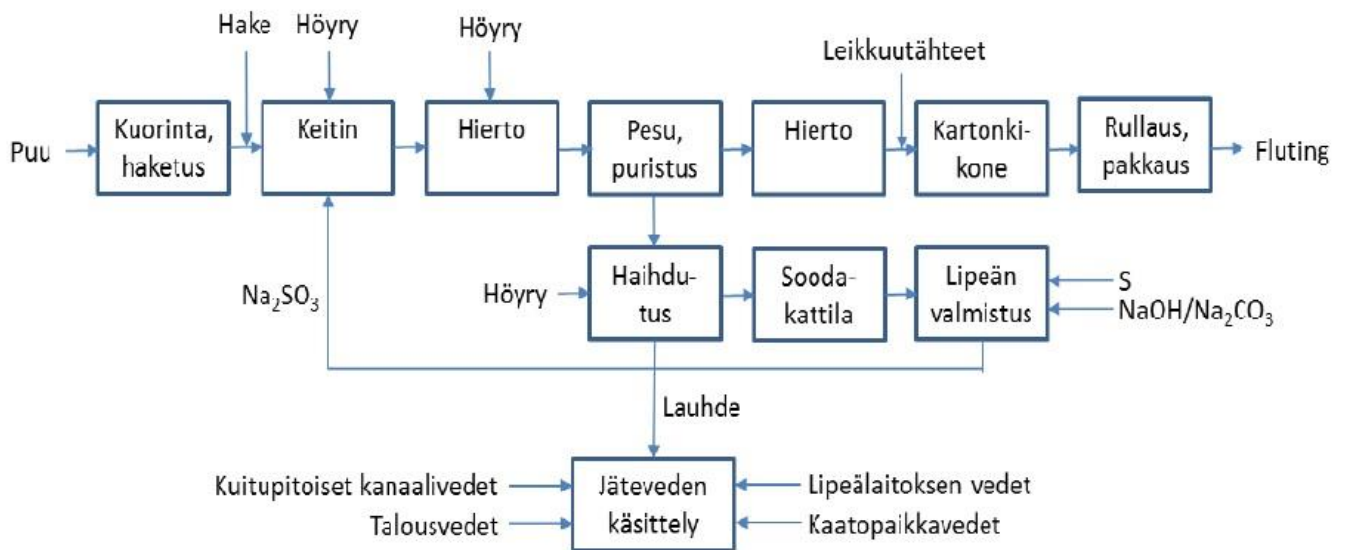 Hake
Höyry
Höyry
Leikkuutähteet
Puu
Kuorinta,
haketus
Keitin
Hierto
Pesu,
puristus
Hierto
Kartonki-
kone
Rullaus,
pakkaus
Fluting
Na₂SO₃
Höyry
Haihdu-
tus
Sooda-
kattila
Lipeän
valmistus
S
NaOH/Na₂CO₃
Lauhde
Kuitupitoiset kanaalivedet
Talousvedet
Jäteveden
käsittely
Lipeälaitoksen vedet
Kaatopaikkavedet